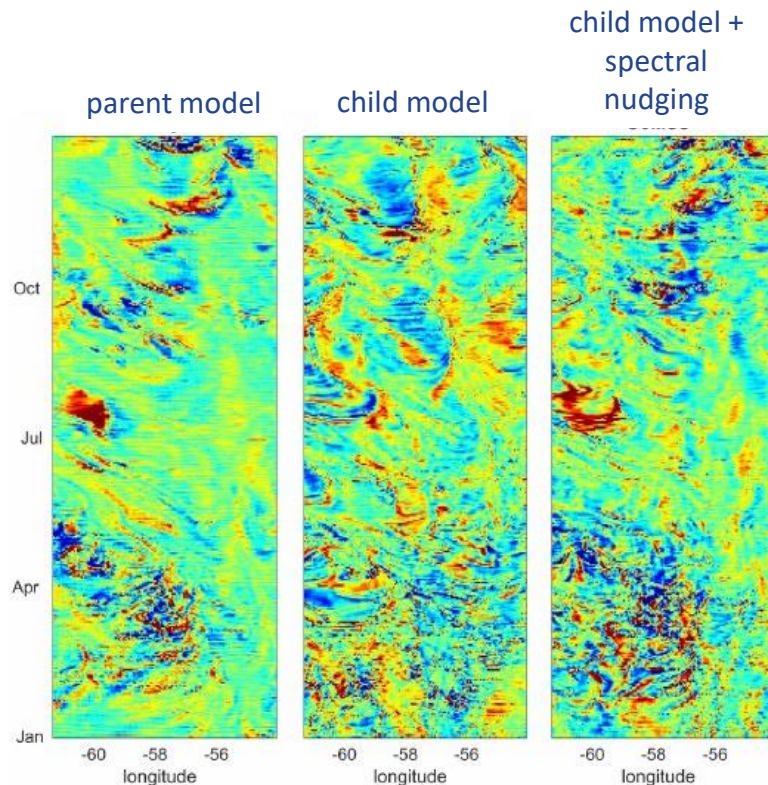 parent model
child model
child model +
spectral
nudging
Oct
Jul
Apr
Jan
-60
-58
-56
-60
-58
-56
-60
-58
-56
longitude
longitude
longitude